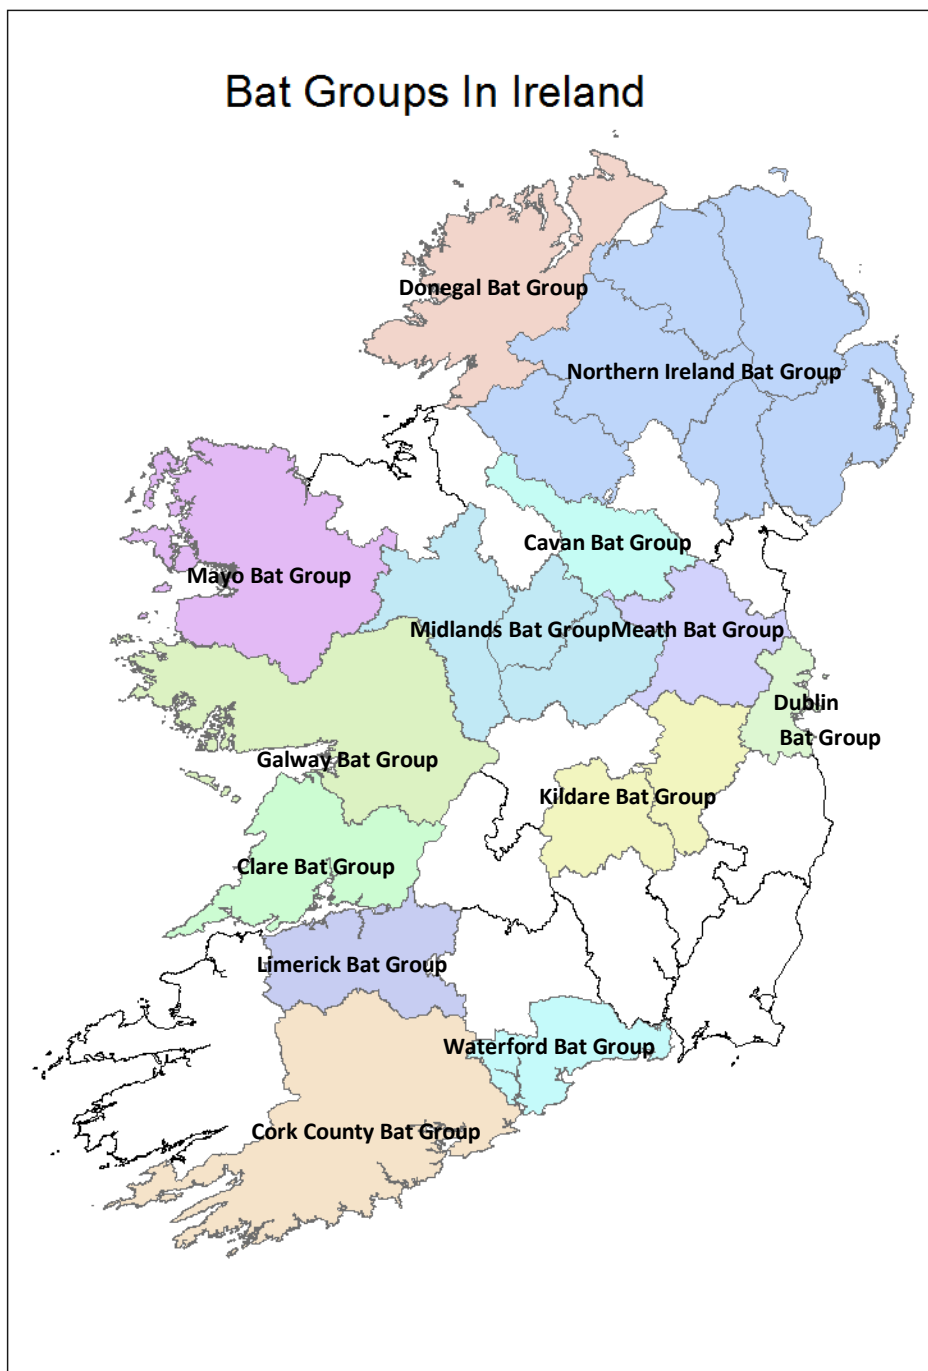 Bat Groups In Ireland
Donegal Bat Group
Northern Ireland Bat Group
Cavan Bat Group
Mayo Bat Group
Midlands Bat Group
Meath Bat Group
Dublin
Bat Group
Galway Bat Group
Kildare Bat Group
Clare Bat Group
Limerick Bat Group
Waterford Bat Group
Cork County Bat Group